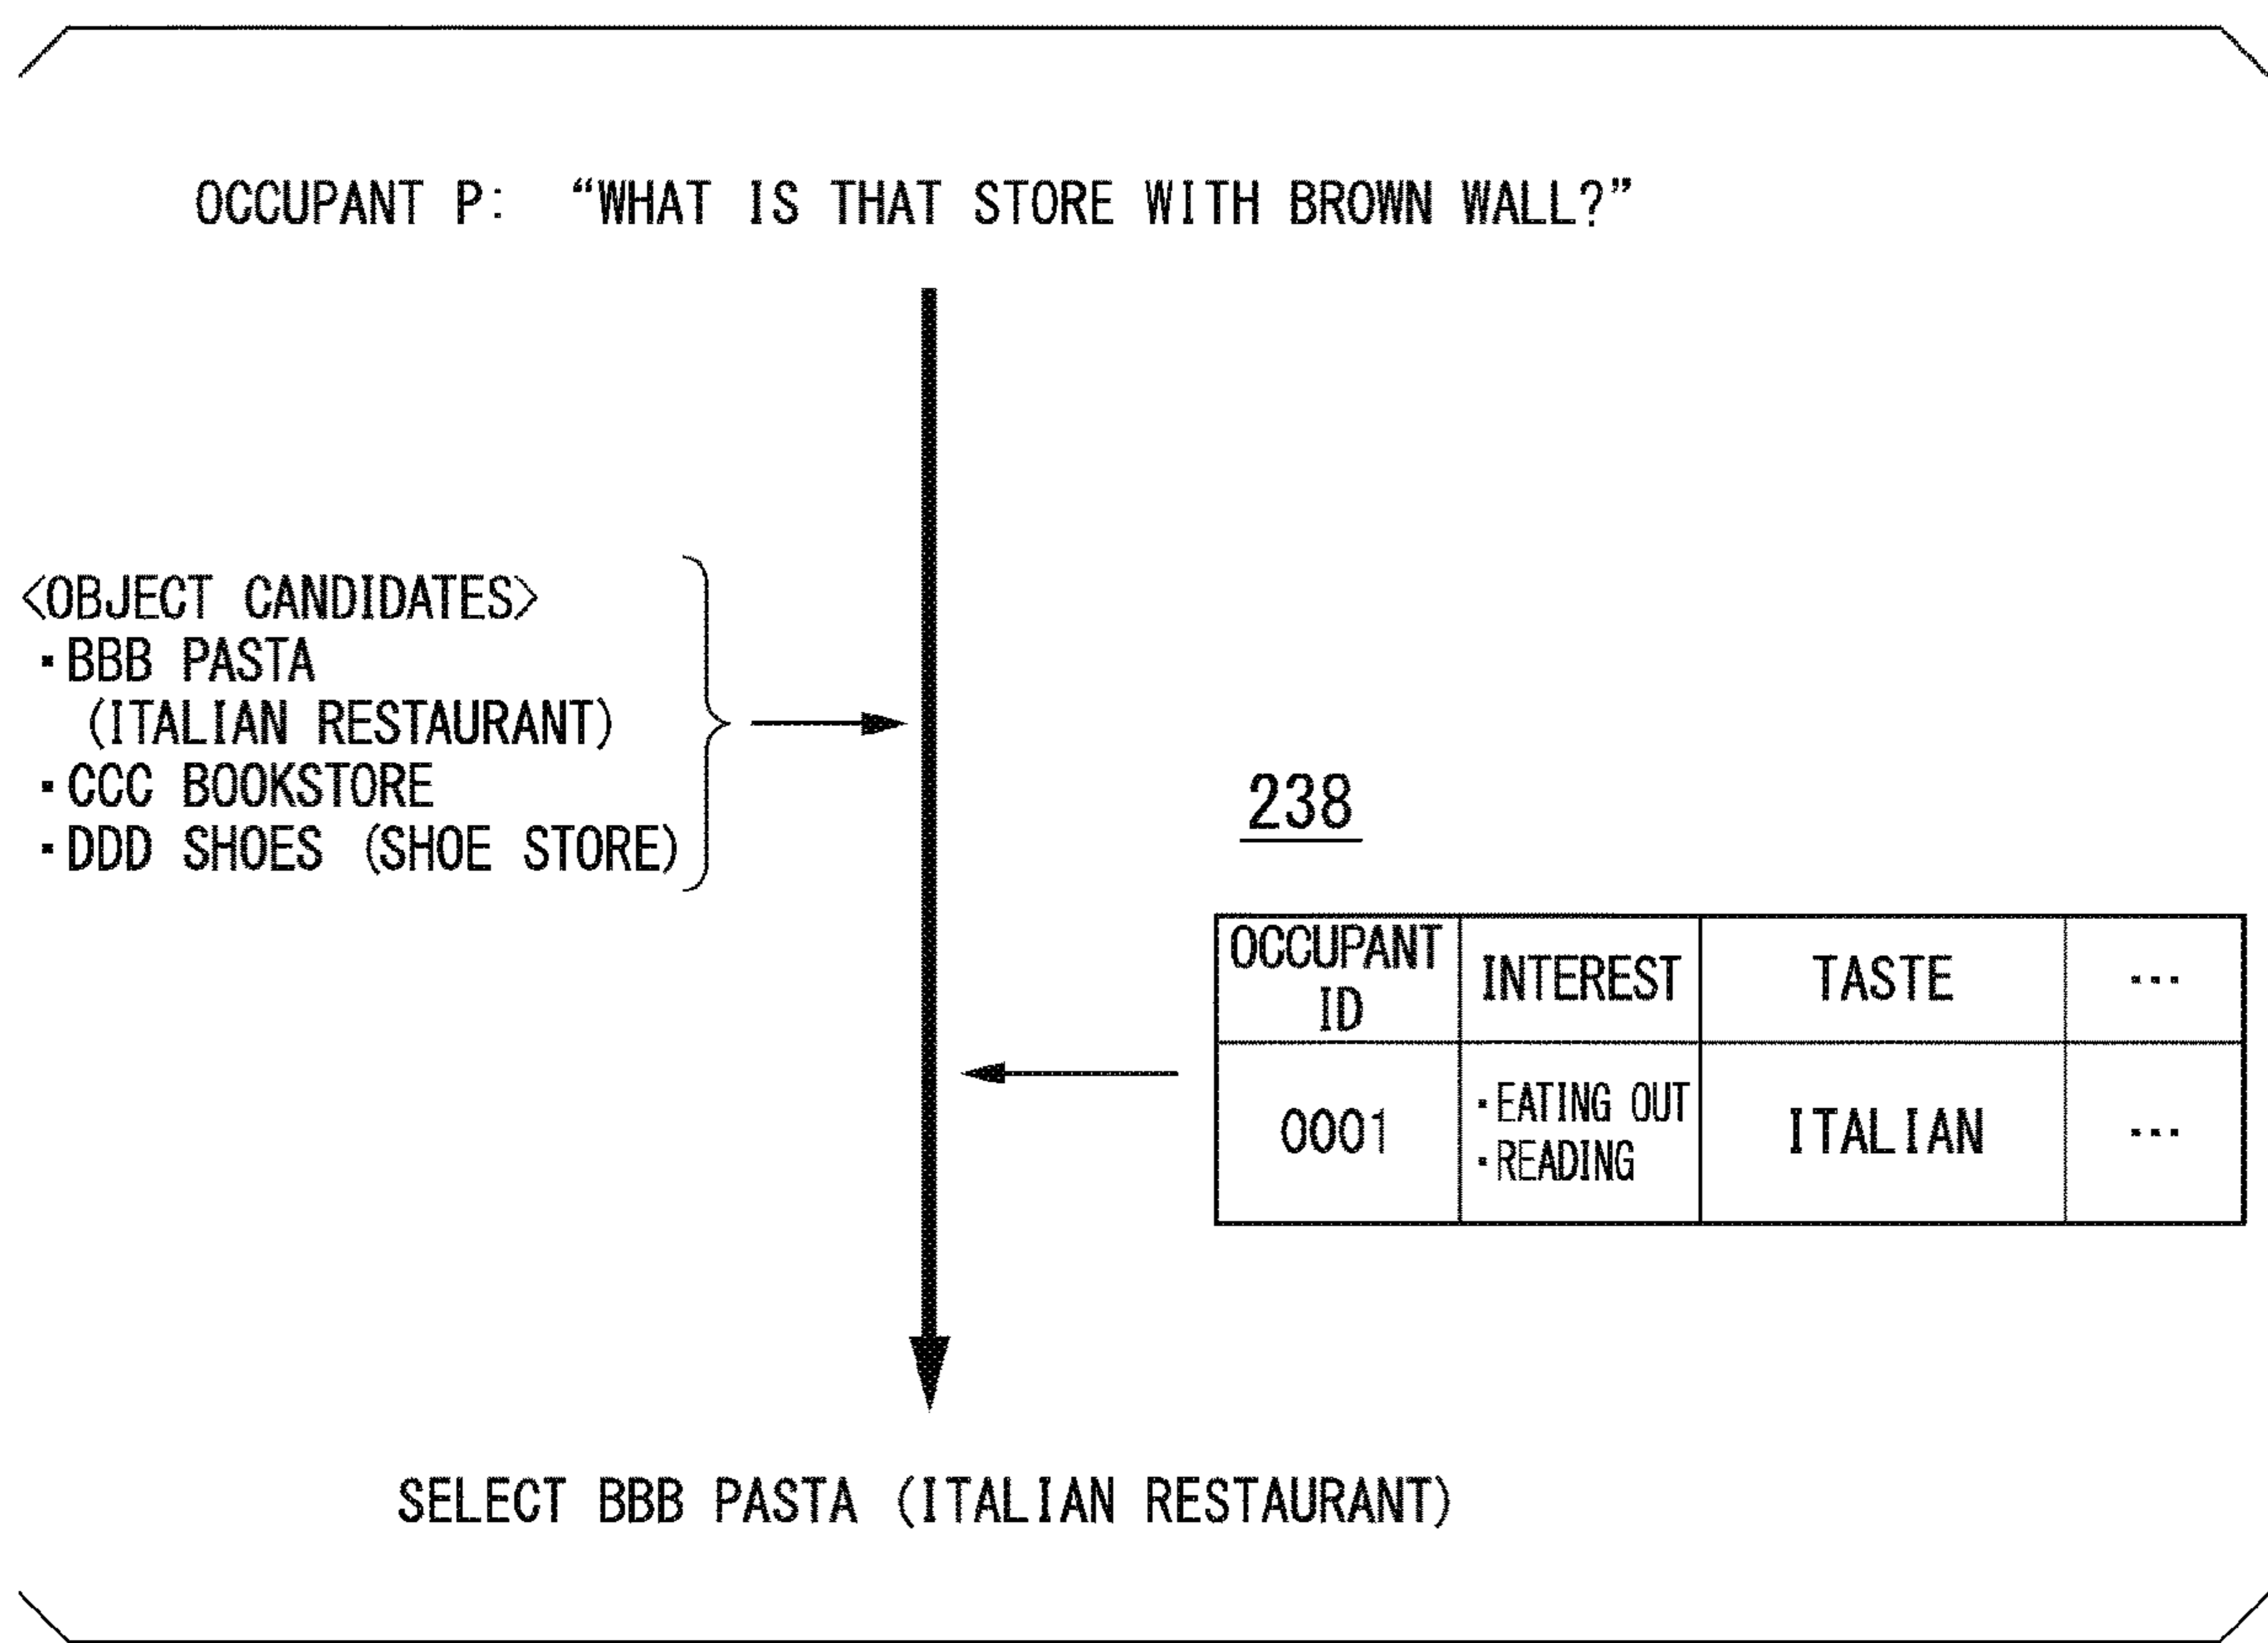 OCCUPANT P: “WHAT IS THAT STORE WITH BROWN WALL?”
<OBJECT CANDIDATES>
▪BBB PASTA
(ITALIAN RESTAURANT)
▪CCC BOOKSTORE
▪DDD SHOES (SHOE STORE)
238
OCCUPANT ID INTEREST TASTE ...
0001 ▪EATING OUT ▪READING ITALIAN ...
SELECT BBB PASTA (ITALIAN RESTAURANT)